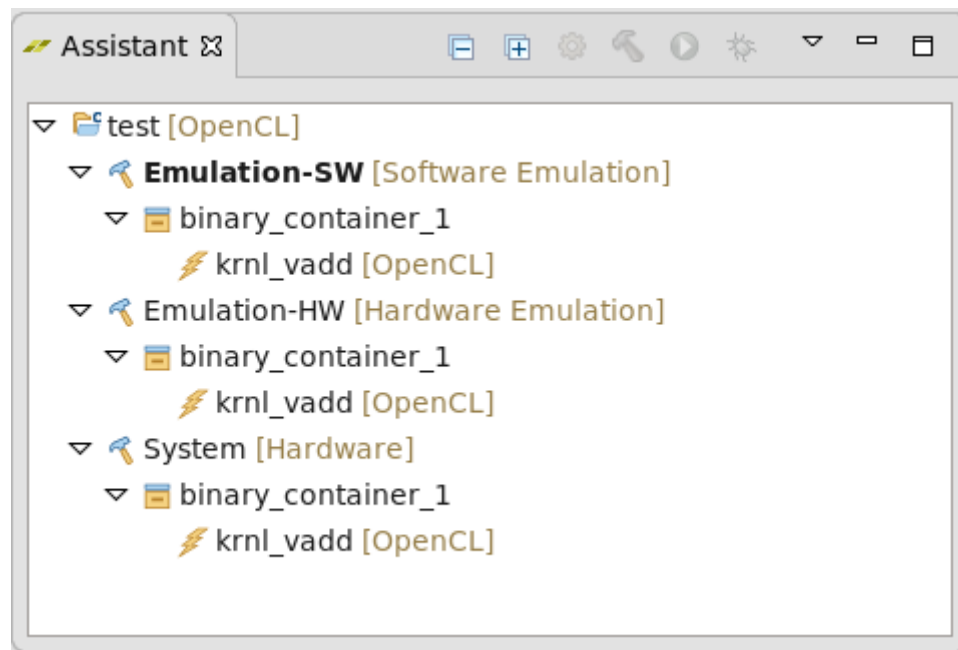 Assistant
test [OpenCL]
Emulation-SW [Software Emulation]
binary_container_1
krnl_vadd [OpenCL]
Emulation-HW [Hardware Emulation]
binary_container_1
krnl_vadd [OpenCL]
System [Hardware]
binary_container_1
krnl_vadd [OpenCL]